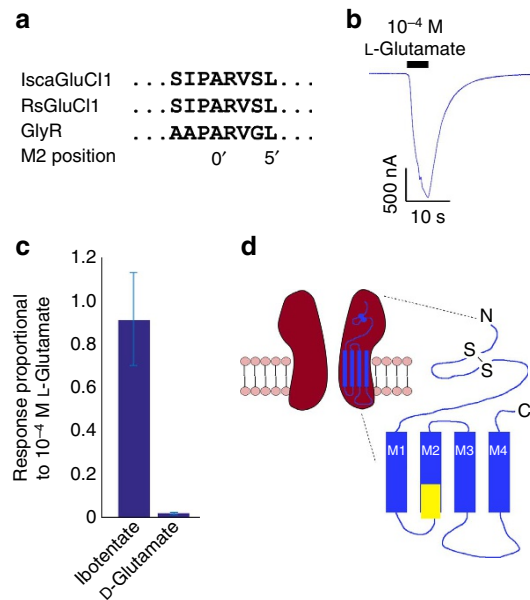 a
IscaGluCl1 ...SIPARVSL...
RsGluCl1 ...SIPARVSL...
GlyR ...AAPARVGL...
M2 position 0′ 5′
b
10⁻⁴ M
L-Glutamate
500 nA
10 s
c
Response proportional
to 10⁻⁴ M L-Glutamate
1.2
1.0
0.8
0.6
0.4
0.2
0
Ibotentate
D-Glutamate
d
N
S
S
C
M1 M2 M3 M4